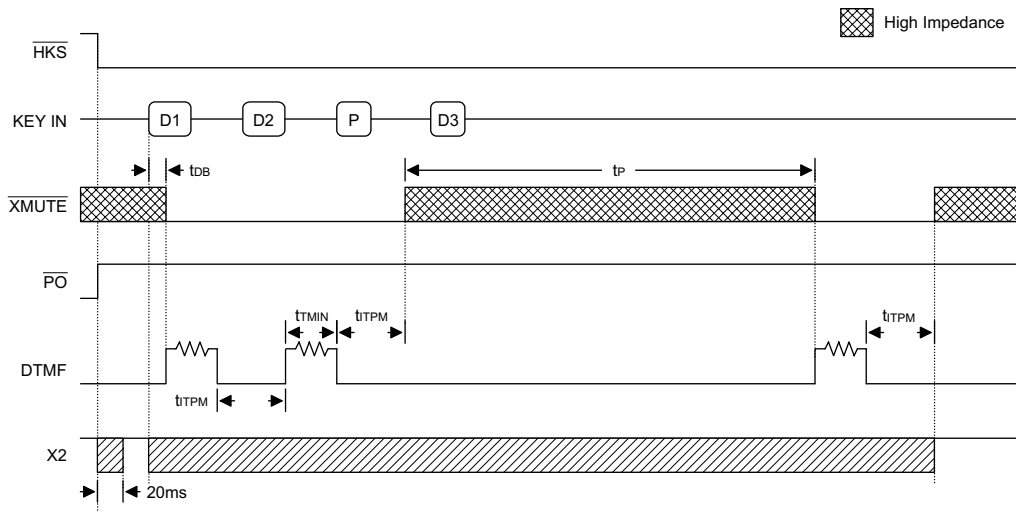 High Impedance
HKS
KEY IN
D1
D2
P
D3
tDB
tP
XMUTE
PO
tTMIN
tITPM
tITPM
DTMF
tITPM
X2
20ms